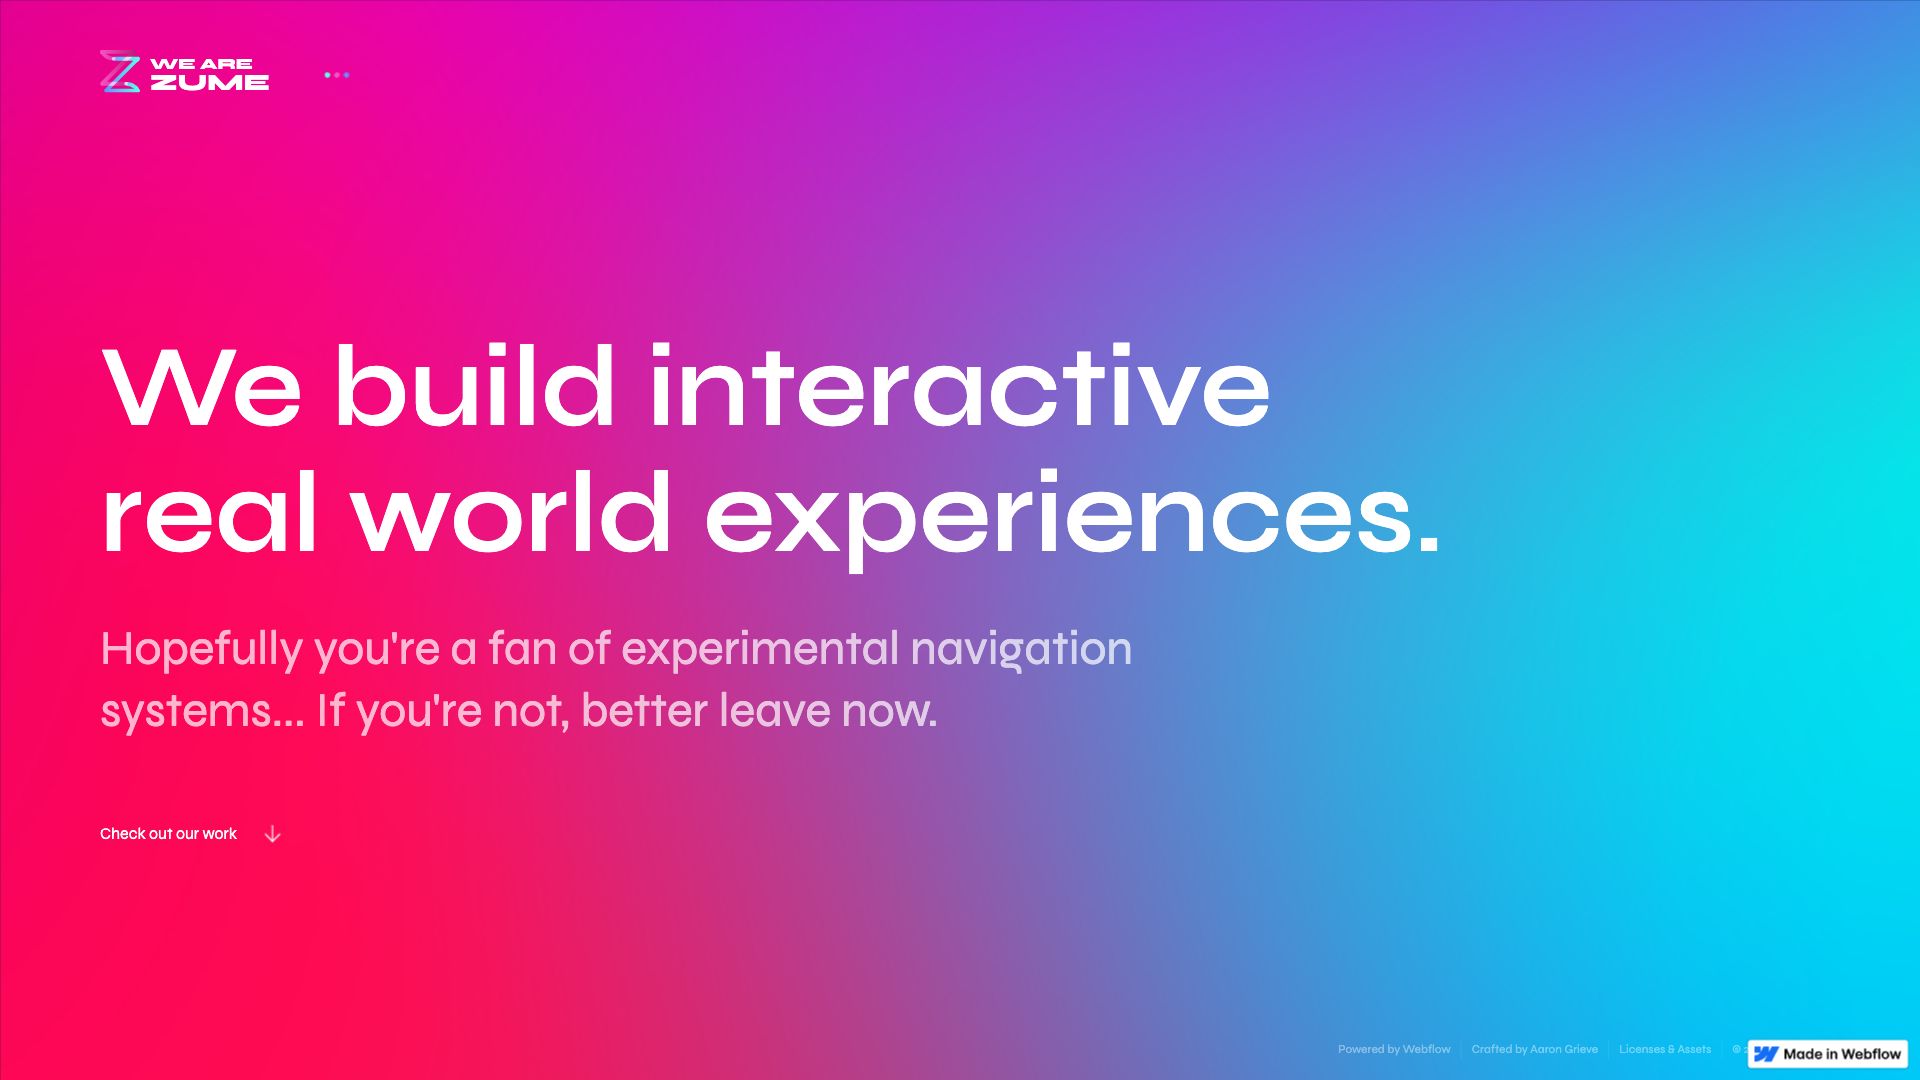 WE ARE
ZUME
We build interactive
real world experiences.
Hopefully you're a fan of experimental navigation
systems... If you're not, better leave now.
Check out our work
Powered by Webflow
Crafted by Aaron Grieve
Licenses & Assets
©
Made in Webflow